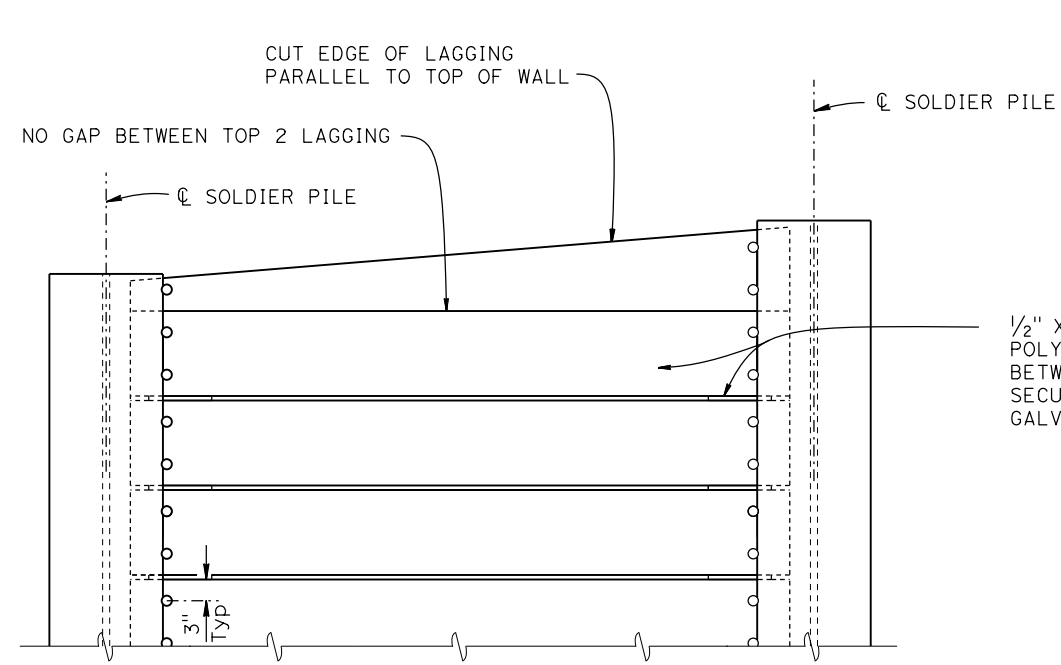 CUT EDGE OF LAGGING
PARALLEL TO TOP OF WALL
℄ SOLDIER PILE
NO GAP BETWEEN TOP 2 LAGGING
℄ SOLDIER PILE
½" x
POLY
BETW
SECU
GALV
3"
Typ